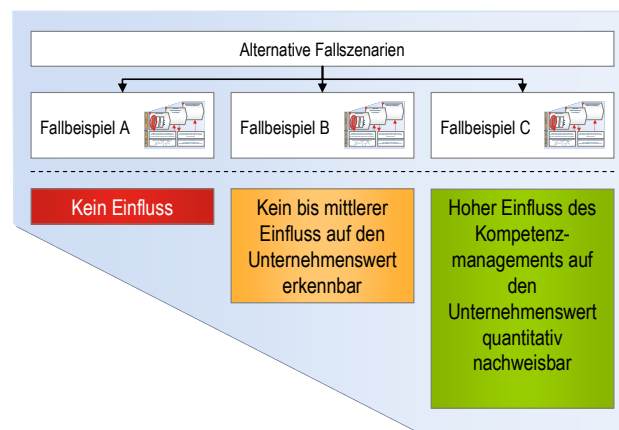 Alternative Fallszenarien
Fallbeispiel A
Fallbeispiel B
Fallbeispiel C
Kein Einfluss
Kein bis mittlerer
Einfluss auf den
Unternehmenswert
erkennbar
Hoher Einfluss des
Kompetenz-
managements auf
den
Unternehmenswert
quantitativ
nachweisbar